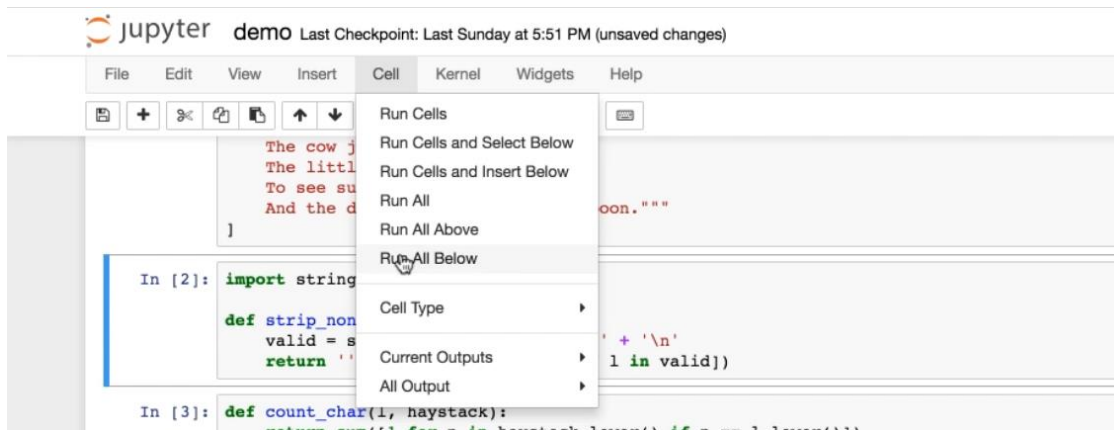 jupyter demo Last Checkpoint: Last Sunday at 5:51 PM (unsaved changes)
File Edit View Insert Cell Kernel Widgets Help
Run Cells
Run Cells and Select Below
Run Cells and Insert Below
Run All
Run All Above
Run All Below
Cell Type
Current Outputs
All Output
The cow j
The littl
To see su
And the d oon."""
]
In [2]: import string
def strip_non
valid = s ' + '\n'
return '' l in valid])
In [3]: def count_char(l, haystack):